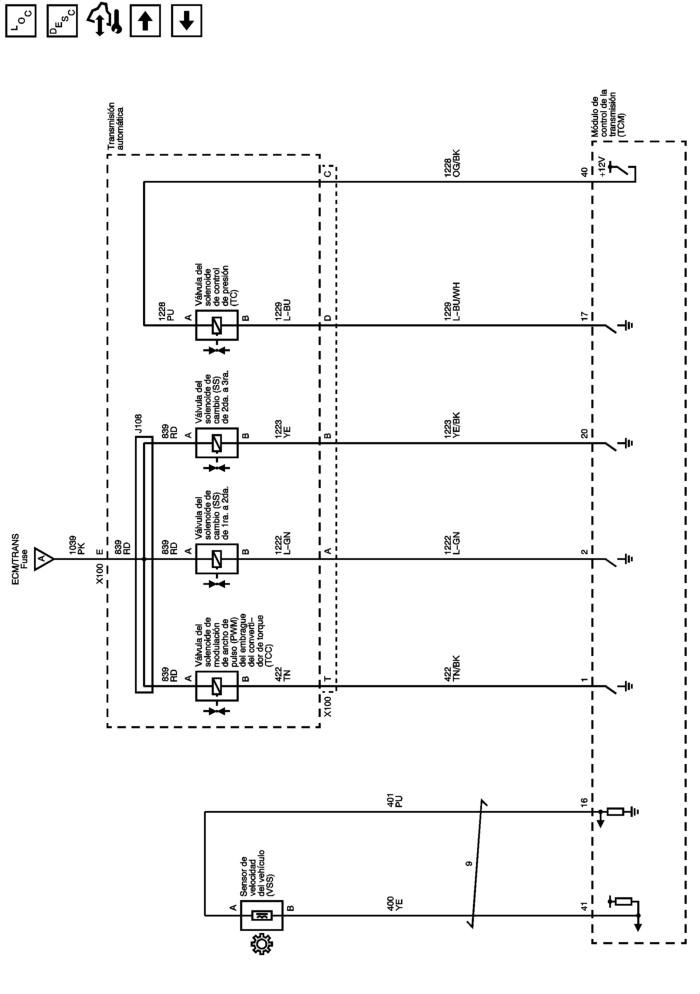 LOC
DESC
ECM/TRANS
Fuse
A
1039
PK
X100
E
Transmisión
automática
J108
839
RD
839
RD
839
RD
839
RD
1228
PU
A
Válvula del
solenoide de
modulación
de ancho de
pulso (PWM)
del embrague
del converti-
dor de torque
(TCC)
B
A
Válvula del
solenoide de
cambio (SS)
de 1ra. a 2da.
B
A
Válvula del
solenoide de
cambio (SS)
de 2da. a 3ra.
B
A
Válvula del
solenoide
de control
de presión
(TC)
B
422
TN
1222
L-GN
1223
YE
1229
L-BU
X100
T
A
B
D
C
422
TN/BK
1222
L-GN
1223
YE/BK
1229
L-BU/WH
1228
OG/BK
A
Sensor de
velocidad
del vehículo
(VSS)
B
400
YE
401
PU
9
41
16
1
2
20
17
40
+12V
Módulo de
control de la
transmisión
(TCM)